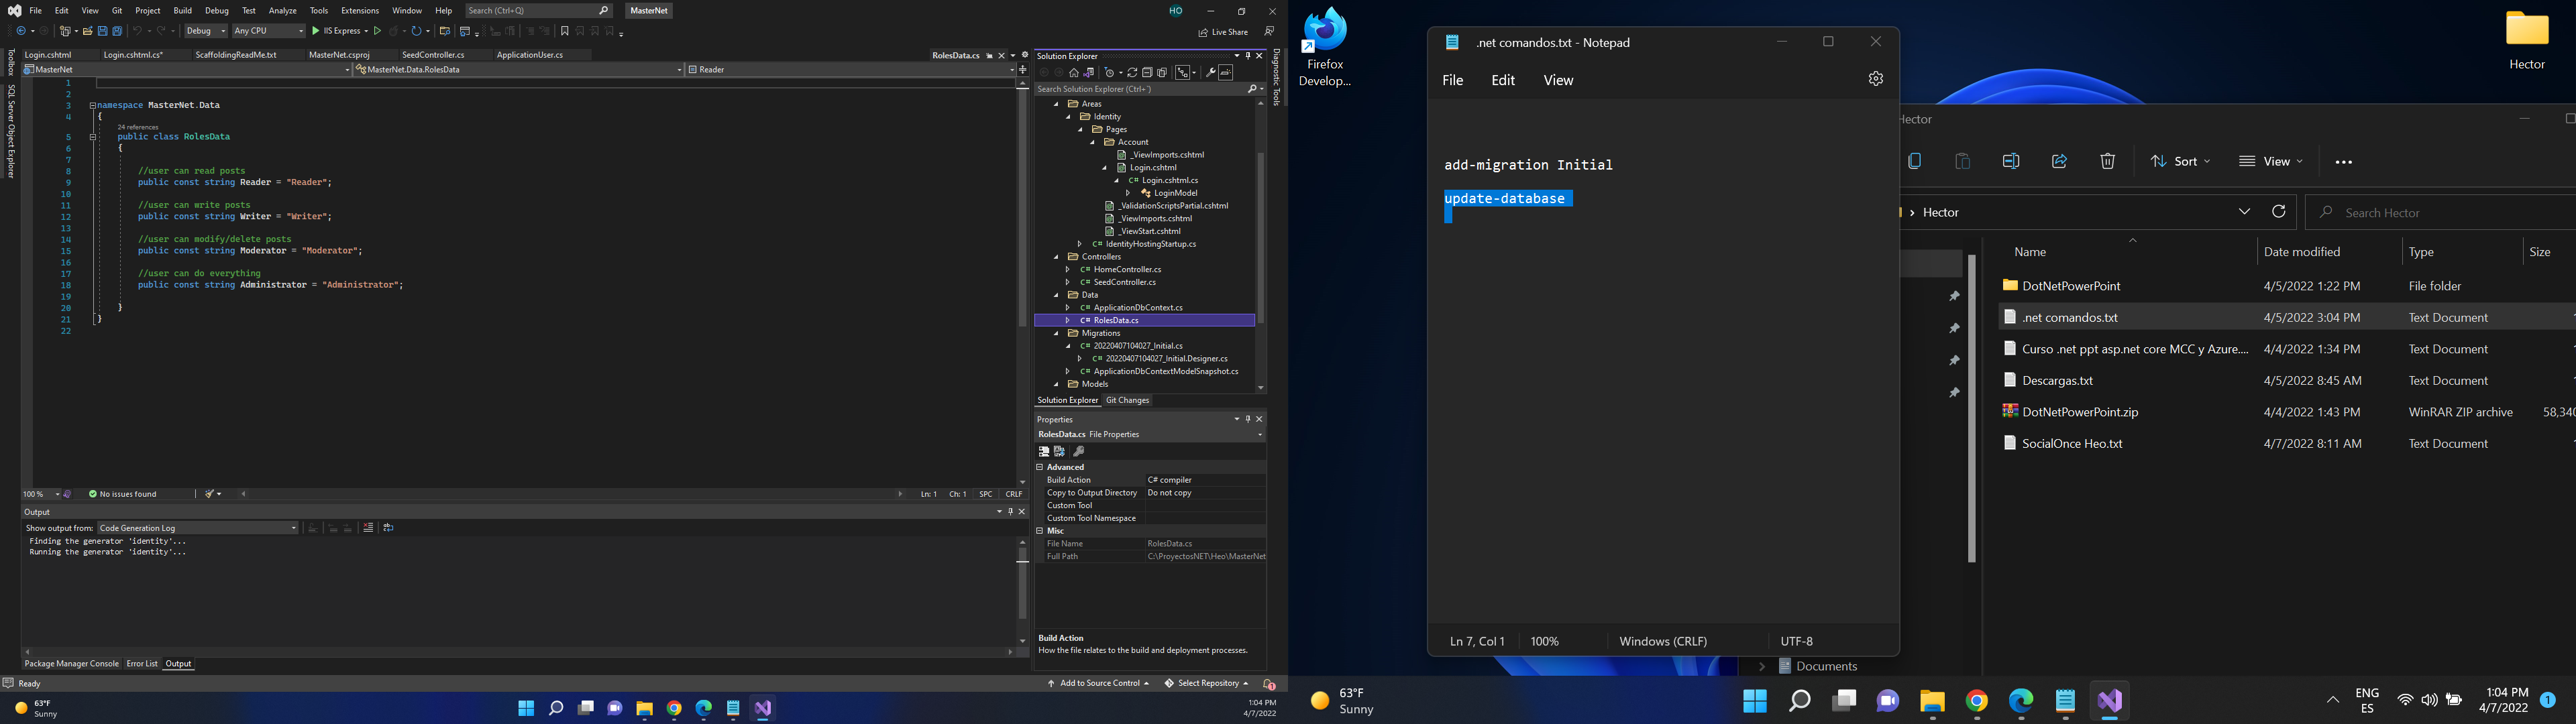 File Edit View Git Project Build Debug Test Analyze Tools Extensions Window Help Search (Ctrl+Q) MasterNet HO
Debug Any CPU IIS Express Live Share
Login.cshtml Login.cshtml.cs* ScaffoldingReadMe.txt MasterNet.csproj SeedController.cs ApplicationUser.cs RolesData.cs
MasterNet MasterNet.Data.RolesData Reader
Toolbox
SQL Server Object Explorer
1
2
3 namespace MasterNet.Data
4 {
24 references
5 public class RolesData
6 {
7
8 //user can read posts
9 public const string Reader = "Reader";
10
11 //user can write posts
12 public const string Writer = "Writer";
13
14 //user can modify/delete posts
15 public const string Moderator = "Moderator";
16
17 //user can do everything
18 public const string Administrator = "Administrator";
19
20 }
21 }
22
100 % No issues found Ln: 1 Ch: 1 SPC CRLF
Output
Show output from: Code Generation Log
Finding the generator 'identity'...
Running the generator 'identity'...
Package Manager Console Error List Output
Ready Add to Source Control Select Repository 1
Solution Explorer
Search Solution Explorer (Ctrl+')
Areas
Identity
Pages
Account
_ViewImports.cshtml
Login.cshtml
C# Login.cshtml.cs
LoginModel
_ValidationScriptsPartial.cshtml
_ViewImports.cshtml
_ViewStart.cshtml
C# IdentityHostingStartup.cs
Controllers
C# HomeController.cs
C# SeedController.cs
Data
C# ApplicationDbContext.cs
C# RolesData.cs
Migrations
C# 20220407104027_Initial.cs
C# 20220407104027_Initial.Designer.cs
C# ApplicationDbContextModelSnapshot.cs
Models
Solution Explorer Git Changes
Properties
RolesData.cs File Properties
Advanced
Build Action C# compiler
Copy to Output Directory Do not copy
Custom Tool
Custom Tool Namespace
Misc
File Name RolesData.cs
Full Path C:\ProyectosNET\Heo\MasterNet
Build Action
How the file relates to the build and deployment processes.
Diagnostic Tools
63°F
Sunny
1:04 PM
4/7/2022
Firefox
Develop...
.net comandos.txt - Notepad
File Edit View
add-migration Initial
update-database
Ln 7, Col 1 100% Windows (CRLF) UTF-8
Hector
Hector
Sort View
Hector Search Hector
Name Date modified Type Size
DotNetPowerPoint 4/5/2022 1:22 PM File folder
.net comandos.txt 4/5/2022 3:04 PM Text Document
Curso .net ppt asp.net core MCC y Azure.... 4/4/2022 1:34 PM Text Document
Descargas.txt 4/5/2022 8:45 AM Text Document
DotNetPowerPoint.zip 4/4/2022 1:43 PM WinRAR ZIP archive 58,340
SocialOnce Heo.txt 4/7/2022 8:11 AM Text Document
Documents
63°F
Sunny
ENG
ES
1:04 PM
4/7/2022
1